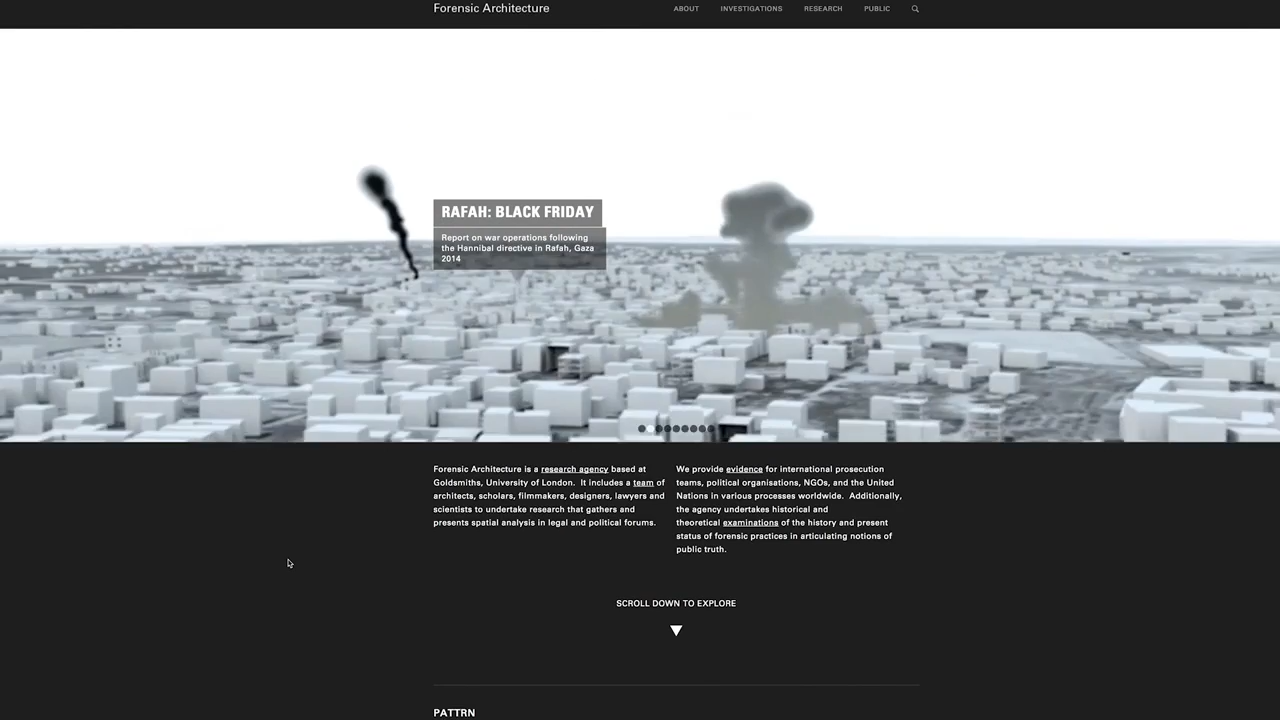 Forensic Architecture
ABOUT INVESTIGATIONS RESEARCH PUBLIC
RAFAH: BLACK FRIDAY
Report on war operations following
the Hannibal directive in Rafah, Gaza
2014
Forensic Architecture is a research agency based at
Goldsmiths, University of London. It includes a team of
architects, scholars, filmmakers, designers, lawyers and
scientists to undertake research that gathers and
presents spatial analysis in legal and political forums.
We provide evidence for international prosecution
teams, political organisations, NGOs, and the United
Nations in various processes worldwide. Additionally,
the agency undertakes historical and
theoretical examinations of the history and present
status of forensic practices in articulating notions of
public truth.
SCROLL DOWN TO EXPLORE
PATTRN